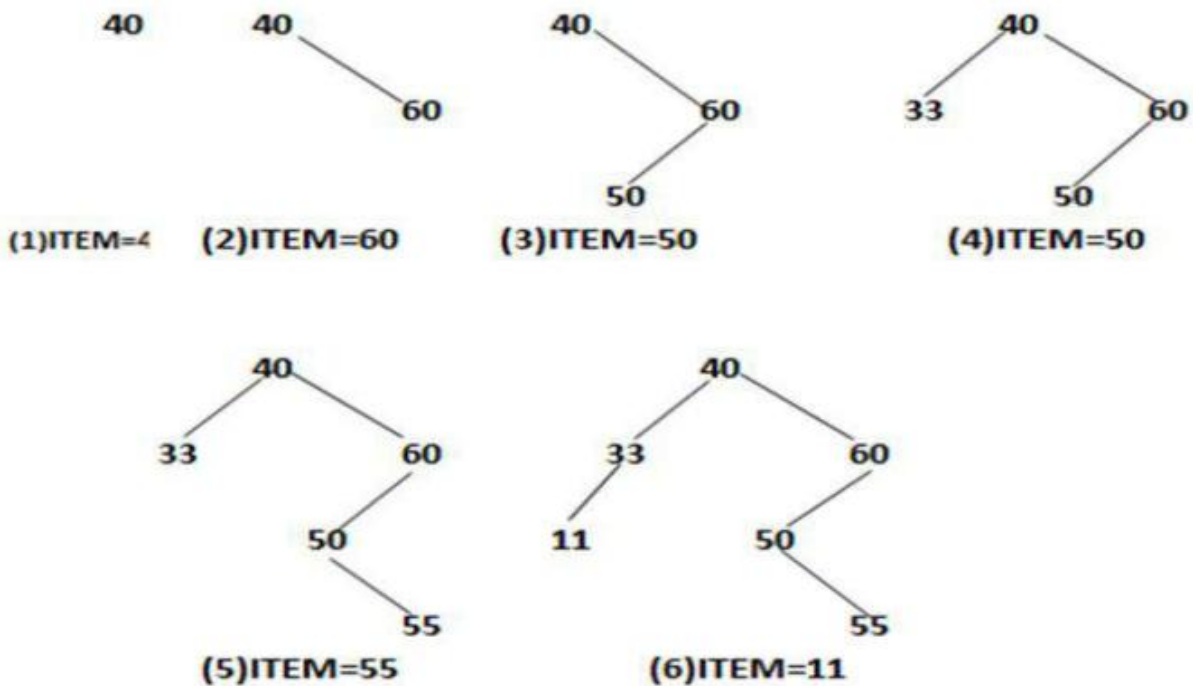 40 40 40 40
60 60 33 60
50 50
(1)ITEM=4 (2)ITEM=60 (3)ITEM=50 (4)ITEM=50
40 40
33 60 33 60
50 11 50
55 55
(5)ITEM=55 (6)ITEM=11